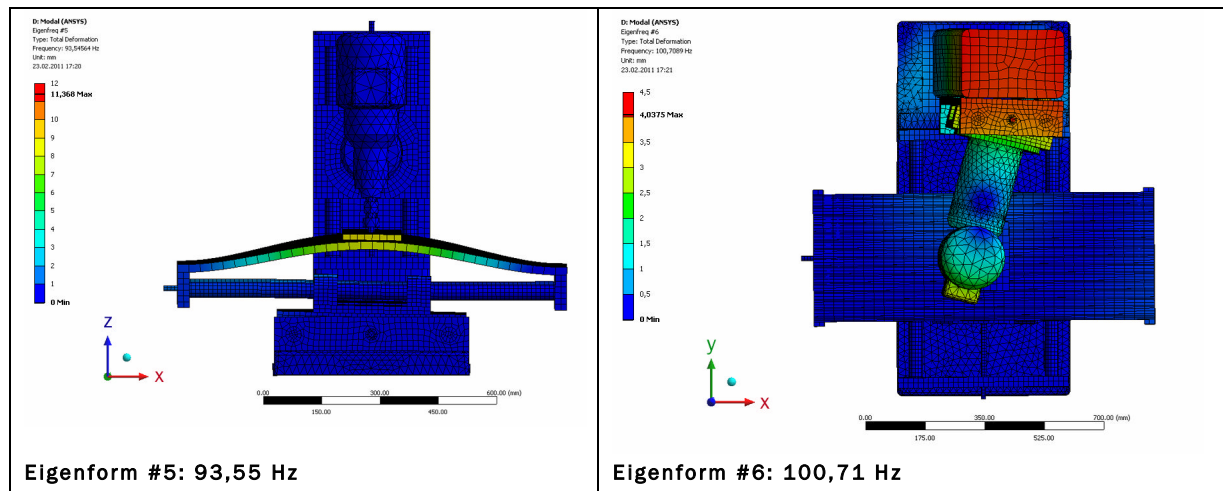 D: Modal (ANSYS)
Eigenfreq #5
Type: Total Deformation
Frequency: 93,54564 Hz
Unit: mm
23.02.2011 17:20
12
11,368 Max
10
9
8
7
6
5
4
3
2
1
0 Min
Z
X
0.00
300.00
600.00 (mm)
150.00
450.00
Eigenform #5: 93,55 Hz
D: Modal (ANSYS)
Eigenfreq #6
Type: Total Deformation
Frequency: 100,7089 Hz
Unit: mm
23.02.2011 17:21
4,5
4,0375 Max
3,5
3
2,5
2
1,5
1
0,5
0 Min
y
X
0.00
350.00
700.00 (mm)
175.00
525.00
Eigenform #6: 100,71 Hz